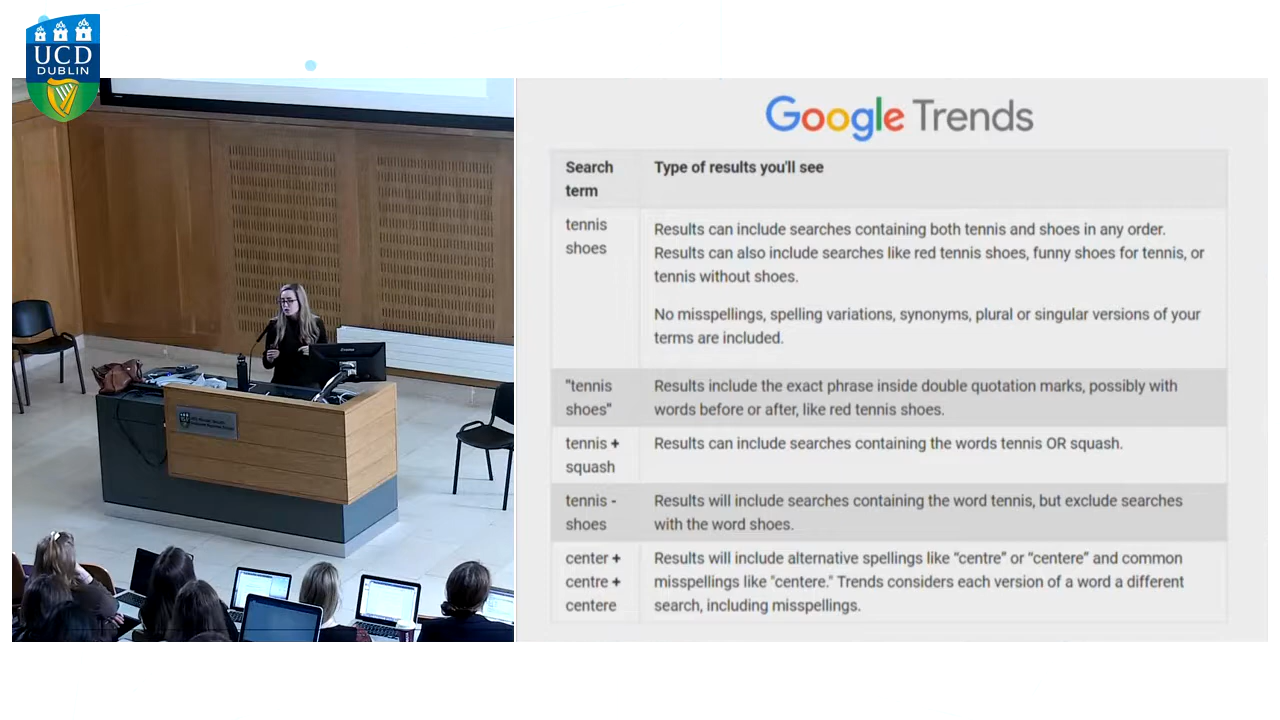 UCD
DUBLIN
Google Trends
Search term
Type of results you'll see
tennis shoes
Results can include searches containing both tennis and shoes in any order.
Results can also include searches like red tennis shoes, funny shoes for tennis, or
tennis without shoes.
No misspellings, spelling variations, synonyms, plural or singular versions of your
terms are included.
"tennis shoes"
Results include the exact phrase inside double quotation marks, possibly with
words before or after, like red tennis shoes.
tennis + squash
Results can include searches containing the words tennis OR squash.
tennis - shoes
Results will include searches containing the word tennis, but exclude searches
with the word shoes.
center + centre + centere
Results will include alternative spellings like “centre” or “centere” and common
misspellings like "centere." Trends considers each version of a word a different
search, including misspellings.